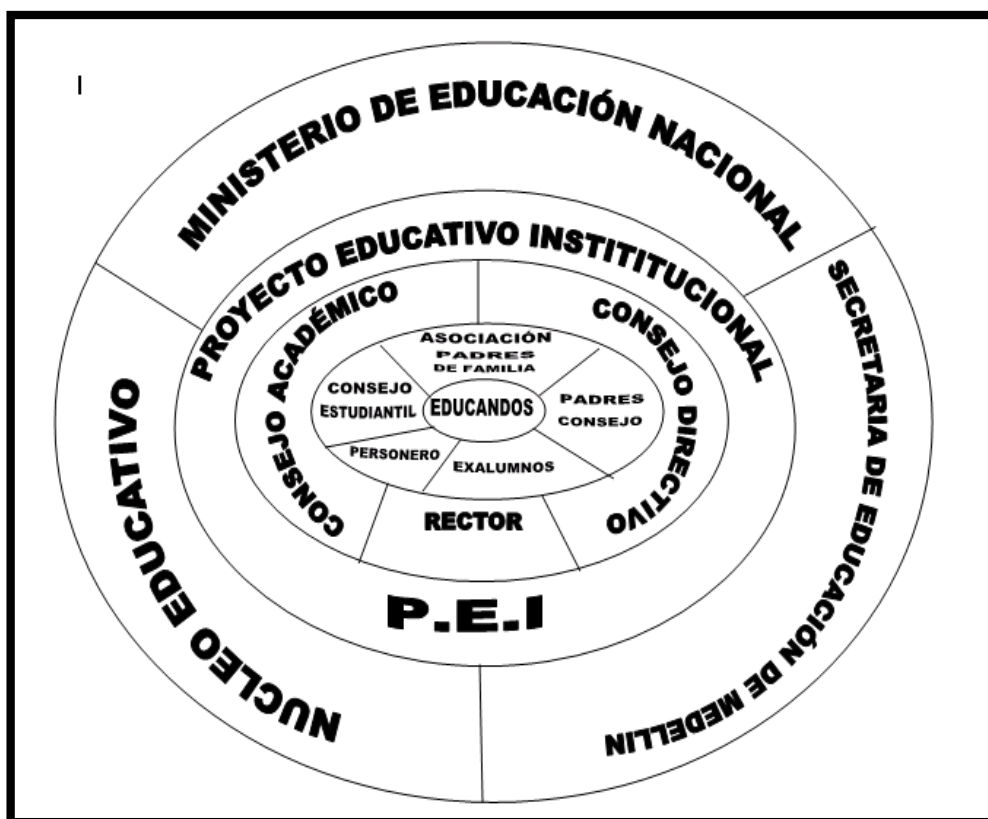 I
MINISTERIO DE EDUCACIÓN NACIONAL
SECRETARIA DE EDUCACIÓN DE MEDELLIN
NUCLEO EDUCATIVO
PROYECTO EDUCATIVO INSTITITUCIONAL
P.E.I
CONSEJO ACADÉMICO
CONSEJO DIRECTIVO
RECTOR
ASOCIACIÓN
PADRES
DE FAMILIA
CONSEJO
ESTUDIANTIL
PADRES
CONSEJO
PERSONERO
EXALUMNOS
EDUCANDOS